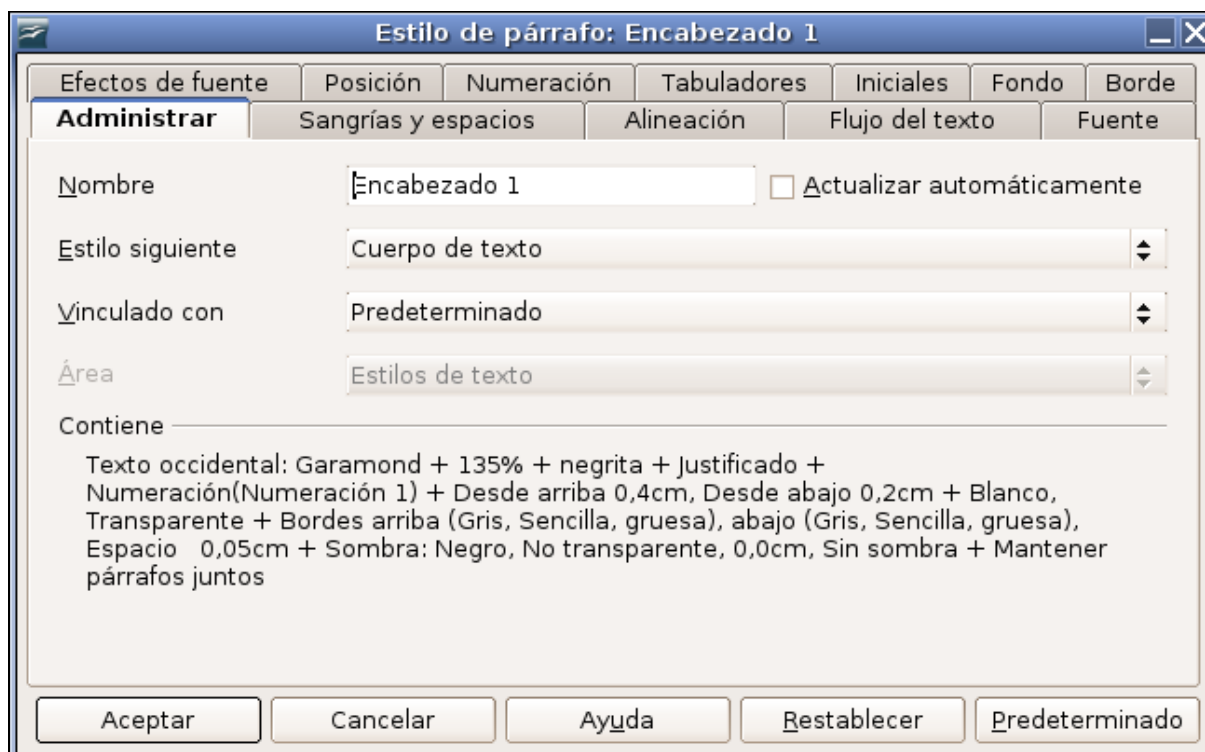 Estilo de párrafo: Encabezado 1
Efectos de fuente Posición Numeración Tabuladores Iniciales Fondo Borde
Administrar Sangrías y espacios Alineación Flujo del texto Fuente
Nombre Encabezado 1 Actualizar automáticamente
Estilo siguiente Cuerpo de texto
Vinculado con Predeterminado
Área Estilos de texto
Contiene
Texto occidental: Garamond + 135% + negrita + Justificado +
Numeración(Numeración 1) + Desde arriba 0,4cm, Desde abajo 0,2cm + Blanco,
Transparente + Bordes arriba (Gris, Sencilla, gruesa), abajo (Gris, Sencilla, gruesa),
Espacio 0,05cm + Sombra: Negro, No transparente, 0,0cm, Sin sombra + Mantener
párrafos juntos
Aceptar Cancelar Ayuda Restablecer Predeterminado